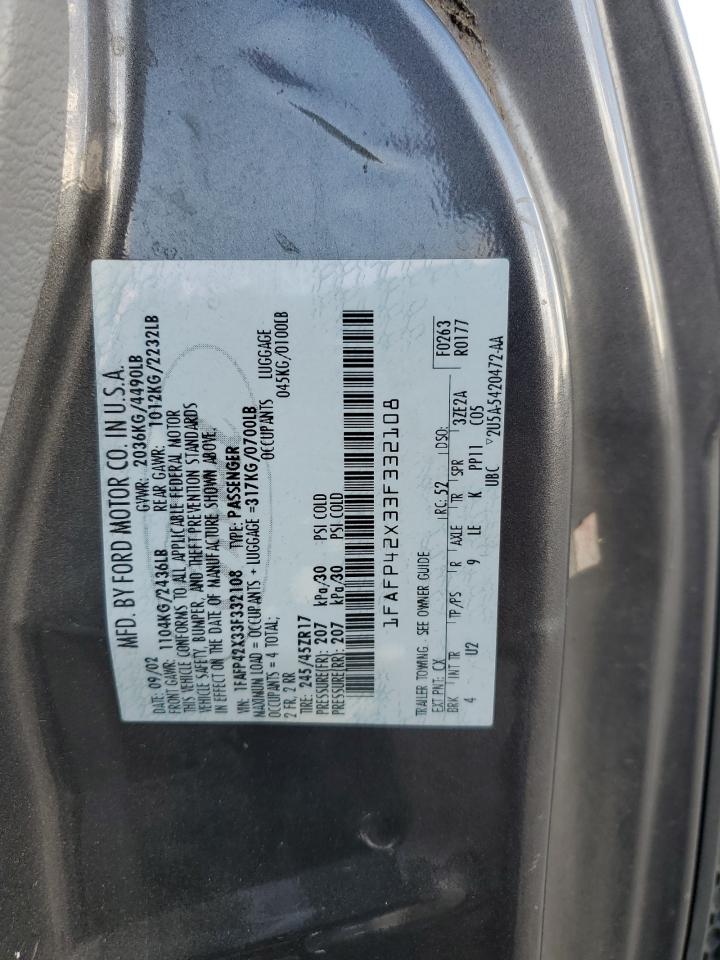 MFD. BY FORD MOTOR CO. IN U.S.A.
DATE: 09/02 GVWR: 2036KG/4490LB
FRONT GAWR: 1104KG/2436LB REAR GAWR: 1012KG/2232LB
THIS VEHICLE CONFORMS TO ALL APPLICABLE FEDERAL MOTOR
VEHICLE SAFETY, BUMPER, AND THEFT PREVENTION STANDARDS
IN EFFECT ON THE DATE OF MANUFACTURE SHOWN ABOVE.
VIN: 1FAFP42X33F332108 TYPE: PASSENGER
MAXIMUM LOAD = OCCUPANTS + LUGGAGE =317KG/0700LB
OCCUPANTS = 4 TOTAL; OCCUPANTS LUGGAGE
2 FR, 2 RR 045KG/0100LB
TIRE: 245/45ZR17
PRESSURE(FR): 207 kPa/30 PSI COLD
PRESSURE(RR): 207 kPa/30 PSI COLD
1FAFP42X33F332108
TRAILER TOWING - SEE OWNER GUIDE
EXT PNT: CX RC: 52 DSO: F0263
BRK INT TR TP/PS R AXLE TR SPR 37E2A R0177
4 U2 9 LE K PP11 C05
UBC ▽2U5A-5420472-AA